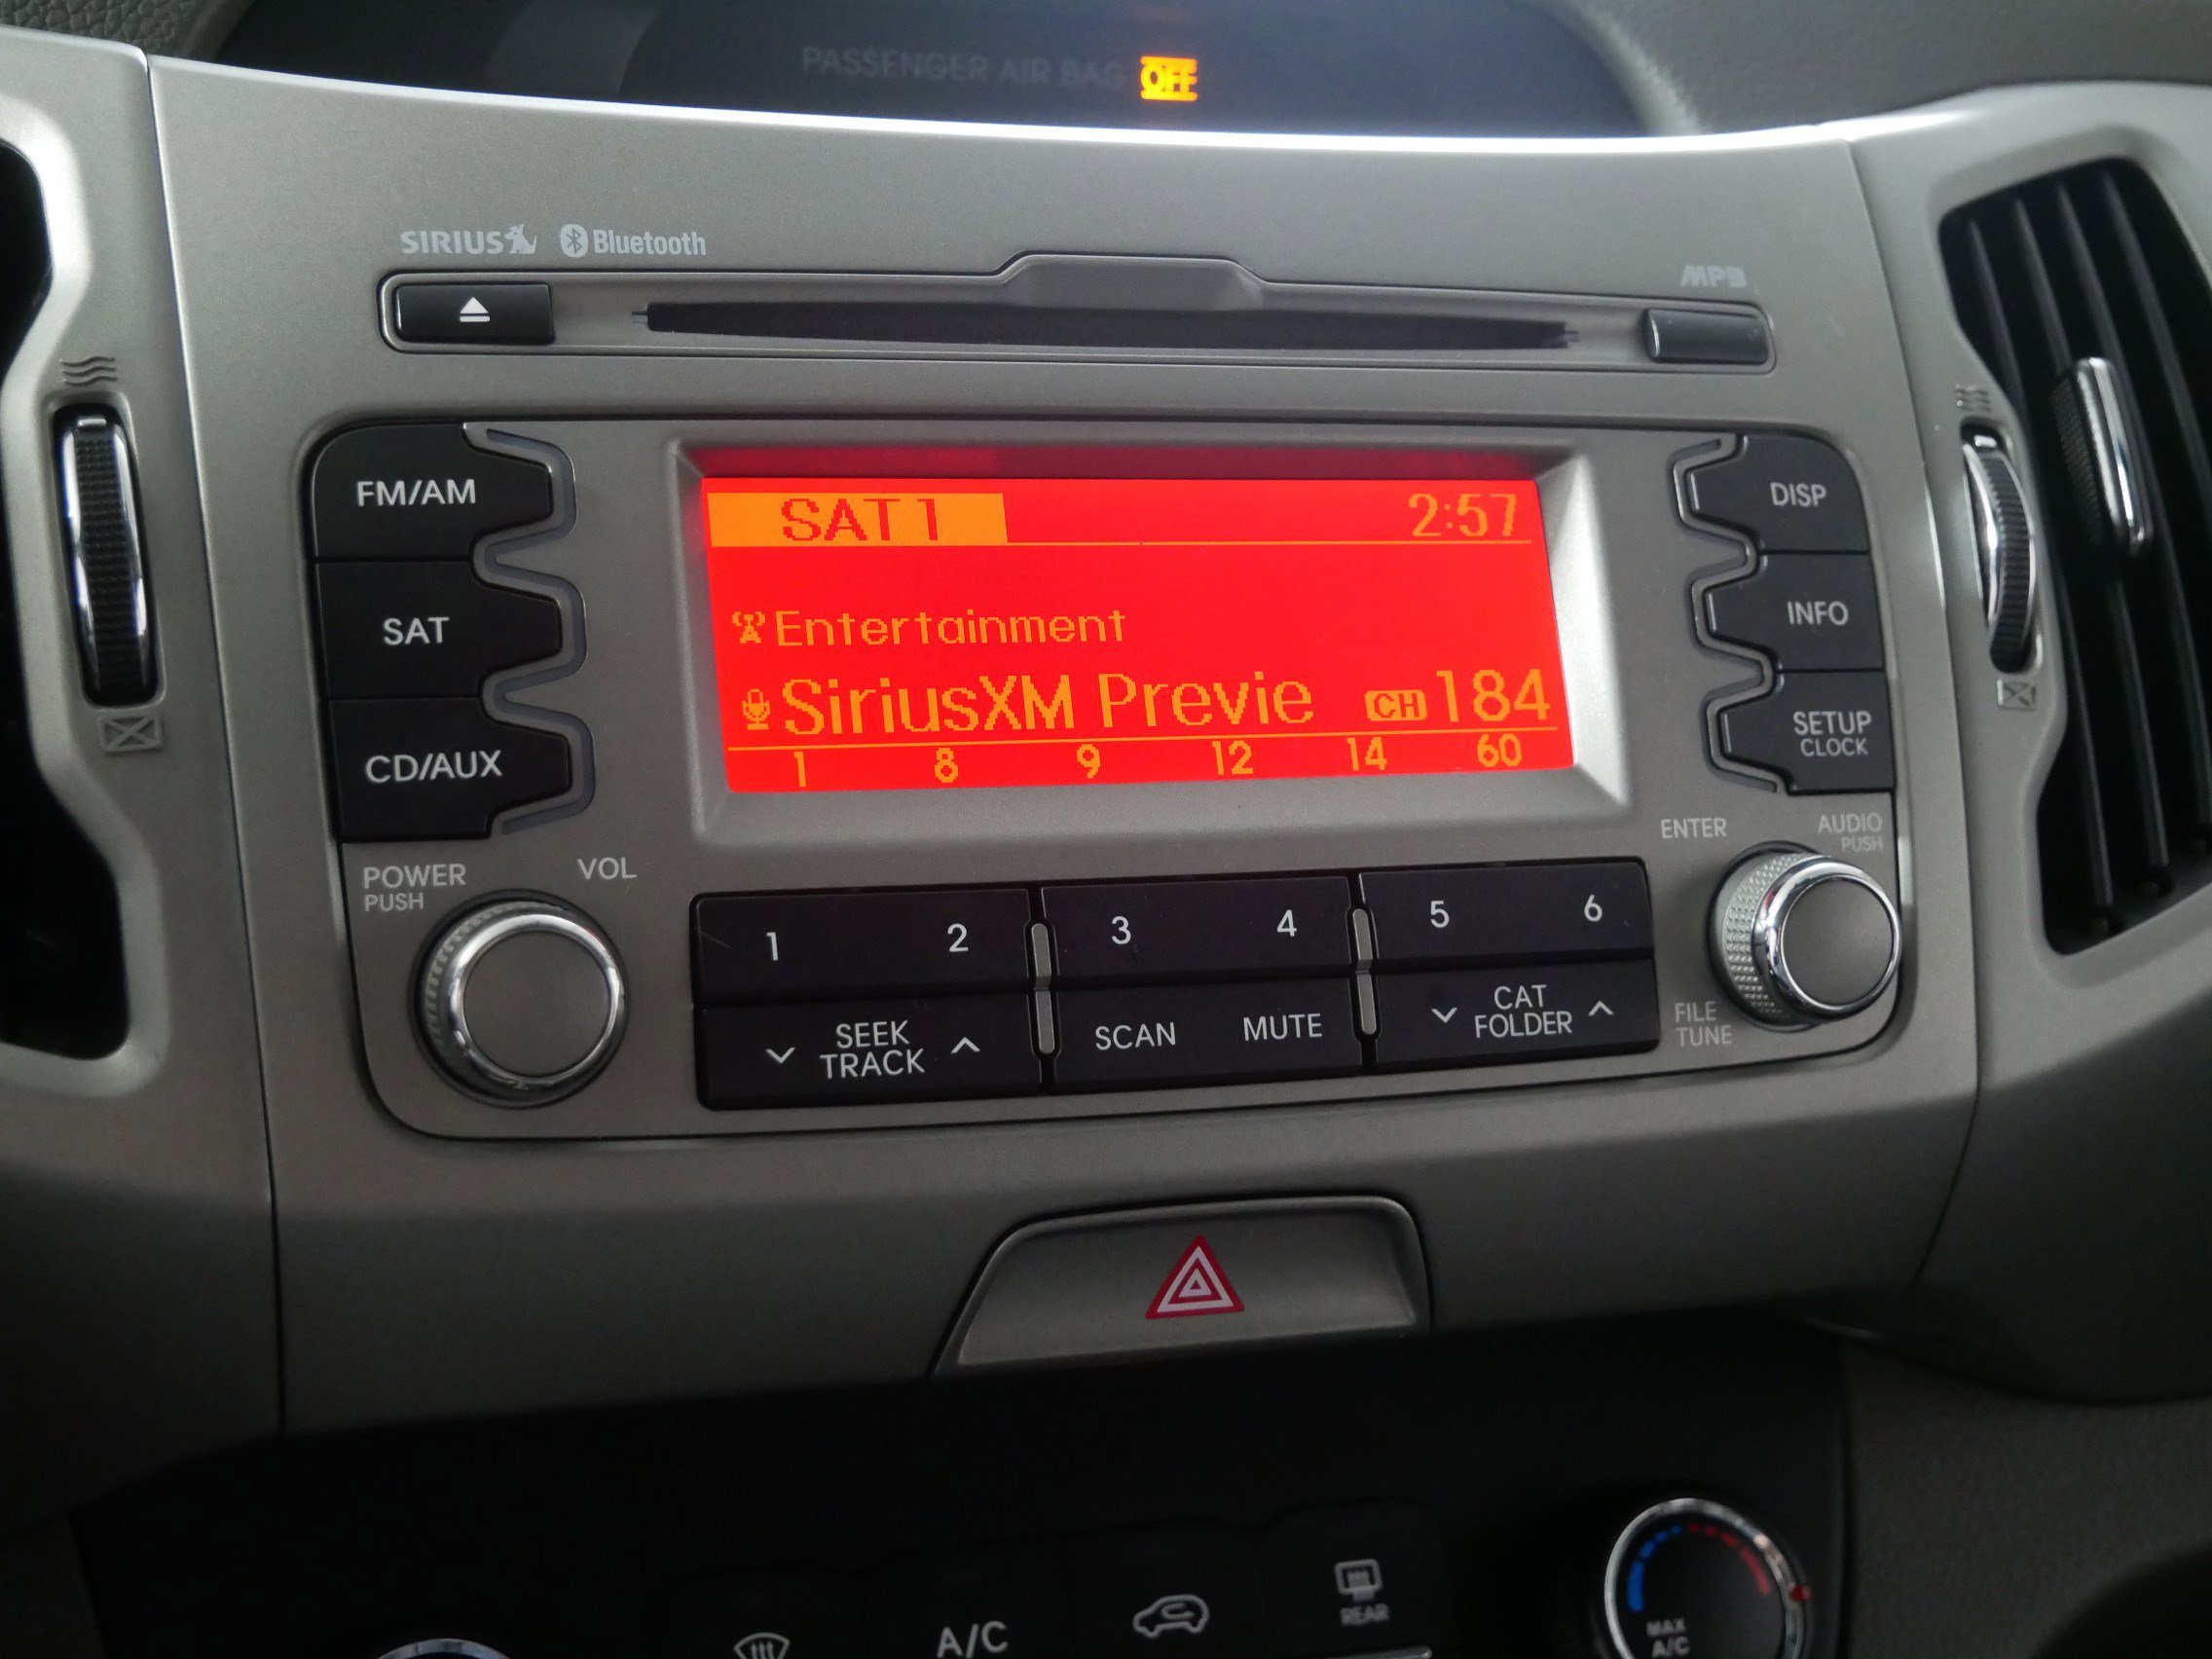 PASSENGER AIR BAG OFF
SIRIUS Bluetooth
MP3
FM/AM
SAT
CD/AUX
SAT1 2:57
Entertainment
SiriusXM Previe CH 184
1 8 9 12 14 60
DISP
INFO
SETUP
CLOCK
POWER
PUSH
VOL
ENTER
AUDIO
PUSH
1 2 3 4 5 6
SEEK
TRACK
SCAN
MUTE
CAT
FOLDER
FILE
TUNE
A/C
REAR
MAX
A/C